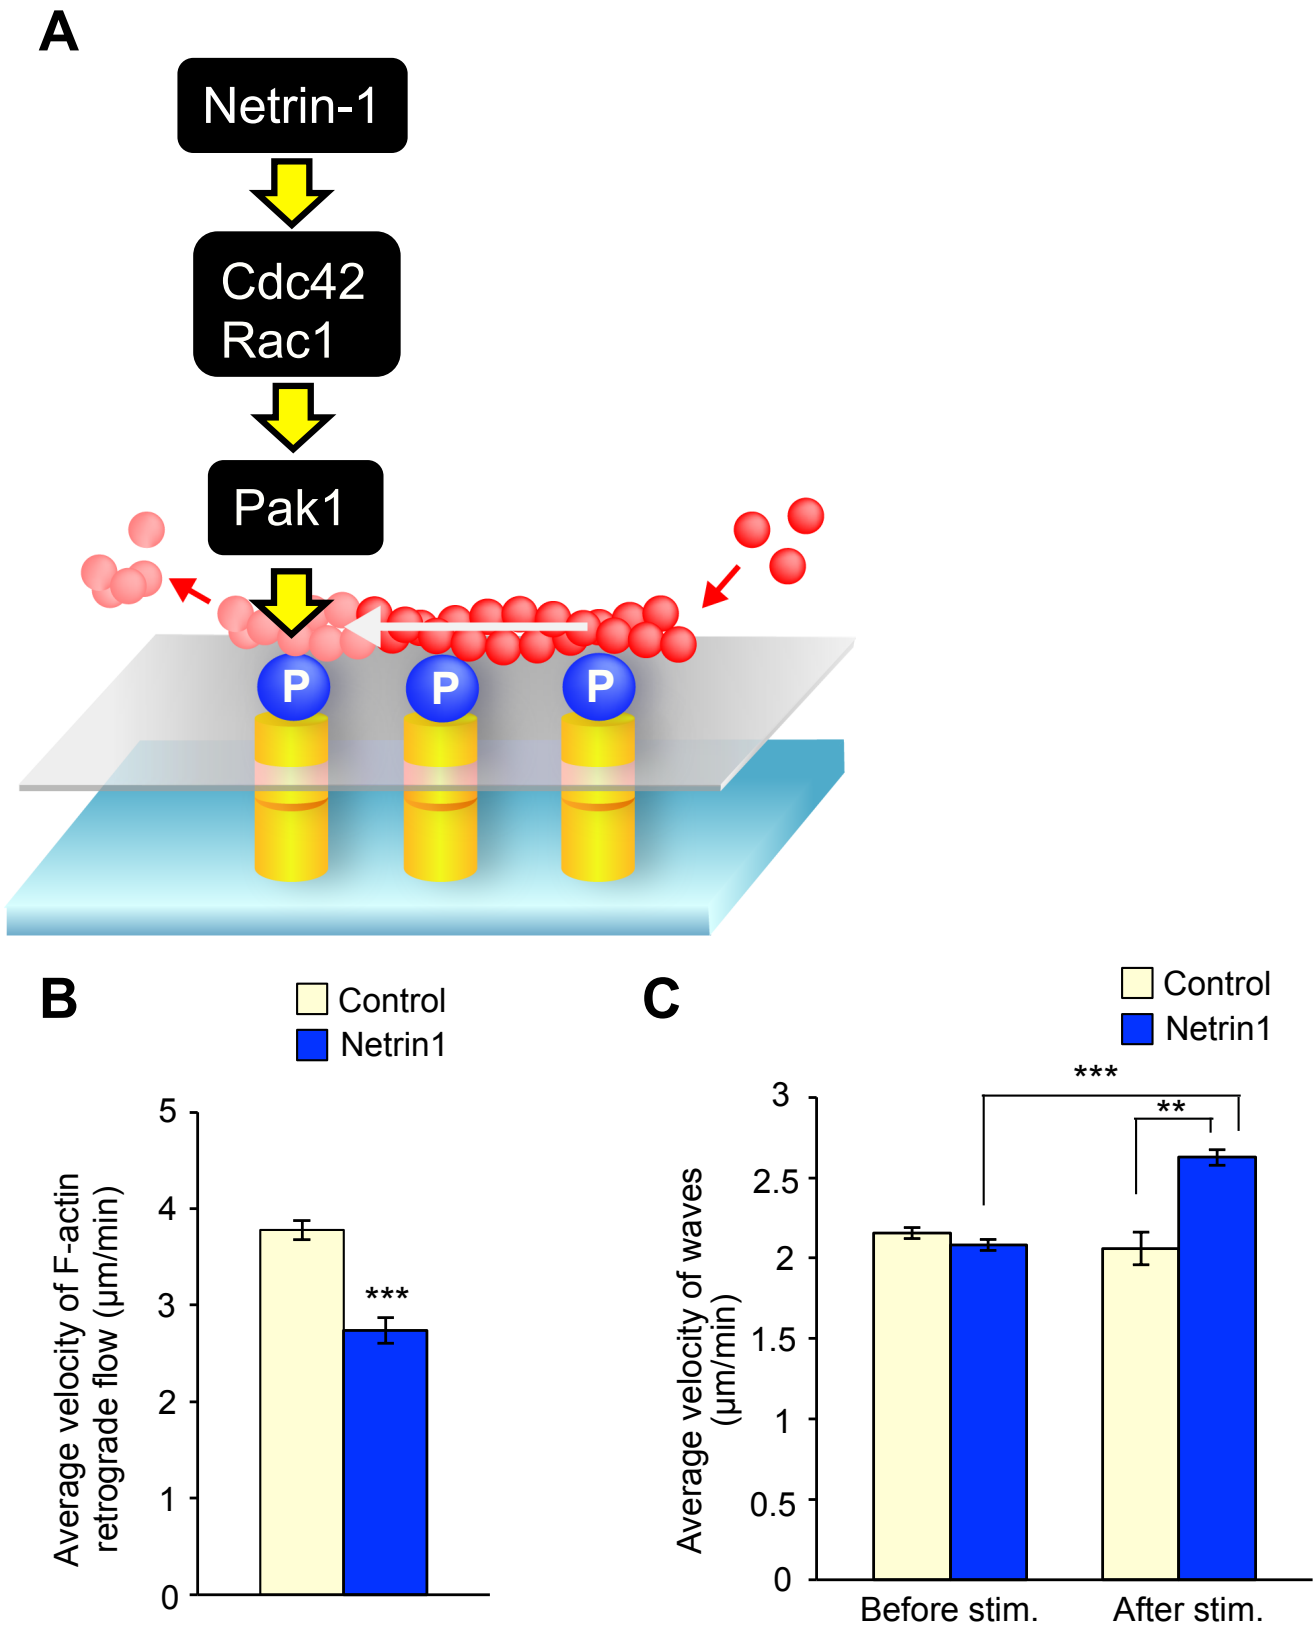 A
Netrin-1
Cdc42
Rac1
Pak1
P P P
B
Control
Netrin1
Average velocity of F-actin
retrograde flow (µm/min)
5
4
3
2
1
0
***
C
Control
Netrin1
Average velocity of waves
(µm/min)
3
2.5
2
1.5
1
0.5
0
***
**
Before stim. After stim.